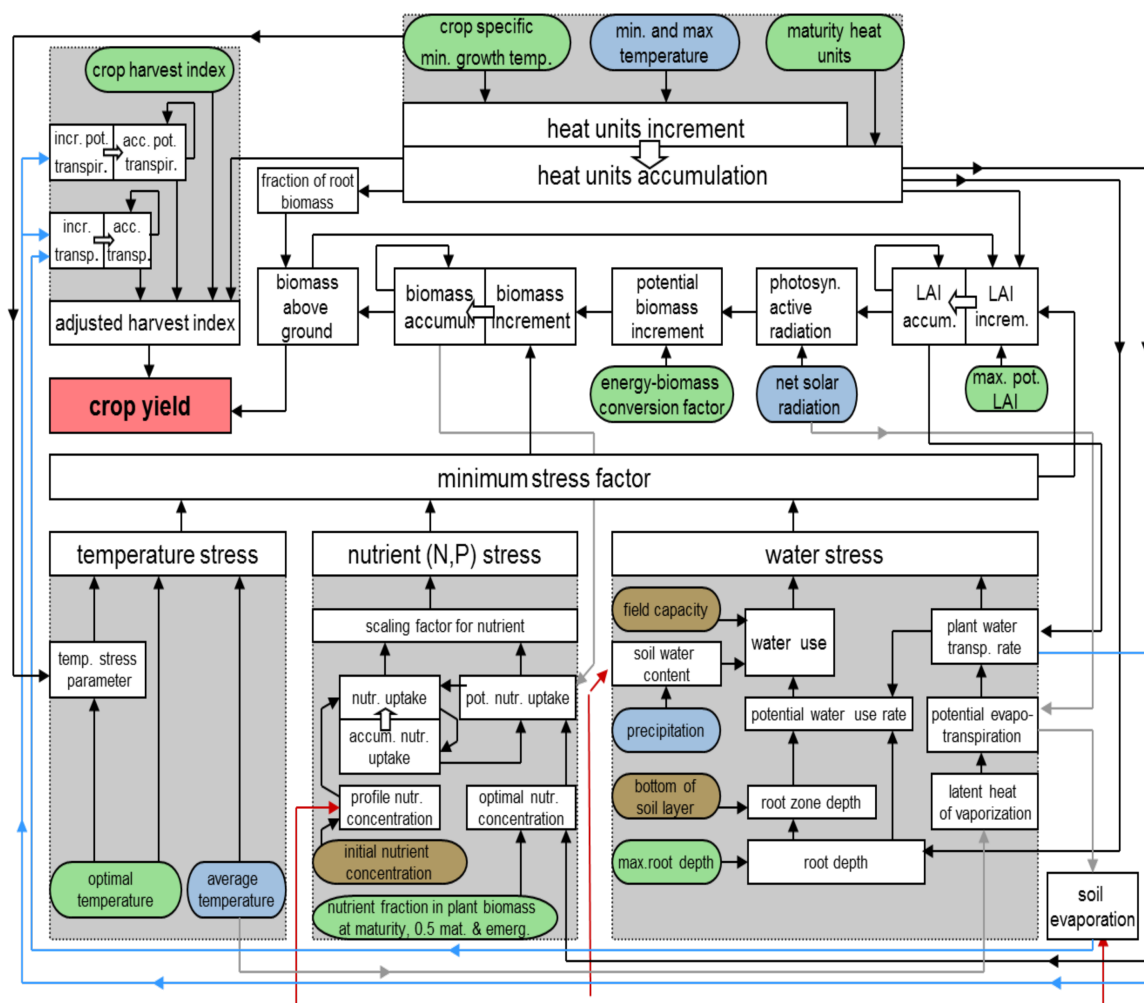 crop specific
min. growth temp.
min. and max
temperature
maturity heat
units
crop harvest index
heat units increment
heat units accumulation
incr. pot.
transpir.
acc. pot.
transpir.
fraction of root
biomass
incr.
transp.
acc.
transp.
adjusted harvest index
biomass
above
ground
biomass
accumul.
biomass
increment
potential
biomass
increment
photosyn.
active
radiation
LAI
accum.
LAI
increm.
crop yield
energy-biomass
conversion factor
net solar
radiation
max. pot.
LAI
minimum stress factor
temperature stress
nutrient (N,P) stress
water stress
temp. stress
parameter
optimal
temperature
average
temperature
scaling factor for nutrient
nutr. uptake
pot. nutr. uptake
accum. nutr.
uptake
profile nutr.
concentration
optimal nutr.
concentration
initial nutrient
concentration
nutrient fraction in plant biomass
at maturity, 0.5 mat. & emerg.
field capacity
water use
plant water
transp. rate
soil water
content
precipitation
potential water use rate
potential evapo-
transpiration
bottom of
soil layer
root zone depth
latent heat
of vaporization
max.root depth
root depth
soil
evaporation